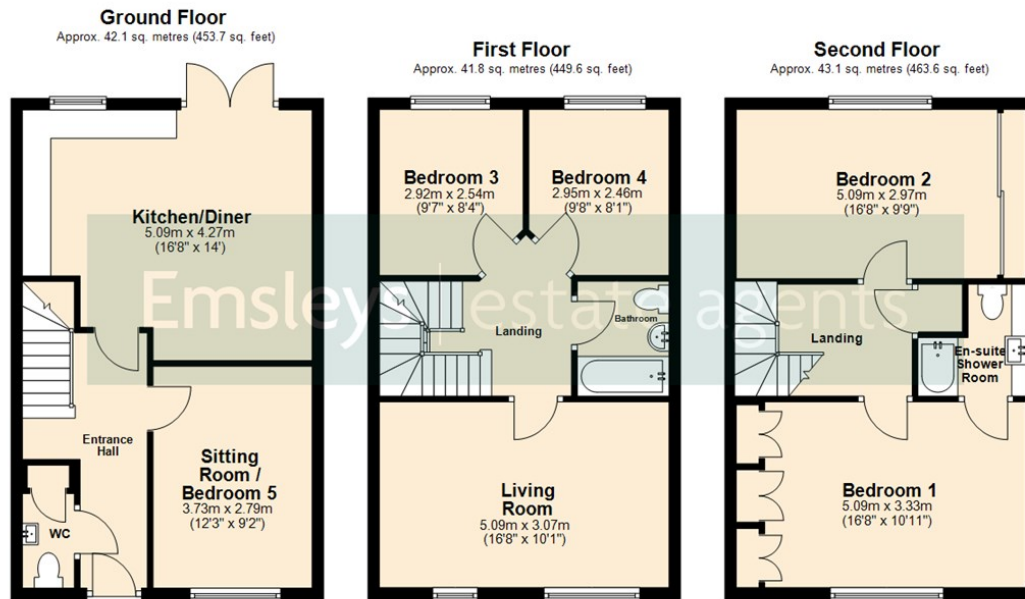 Ground Floor
Approx. 42.1 sq. metres (453.7 sq. feet)
Kitchen/Diner
5.09m x 4.27m
(16'8" x 14')
Entrance
Hall
Sitting
Room /
Bedroom 5
3.73m x 2.79m
(12'3" x 9'2")
WC
First Floor
Approx. 41.8 sq. metres (449.6 sq. feet)
Bedroom 3
2.92m x 2.54m
(9'7" x 8'4")
Bedroom 4
2.95m x 2.46m
(9'8" x 8'1")
Landing
Bathroom
Living
Room
5.09m x 3.07m
(16'8" x 10'1")
Second Floor
Approx. 43.1 sq. metres (463.6 sq. feet)
Bedroom 2
5.09m x 2.97m
(16'8" x 9'9")
Landing
En-suite
Shower
Room
Bedroom 1
5.09m x 3.33m
(16'8" x 10'11")
Emsleys | estate agents